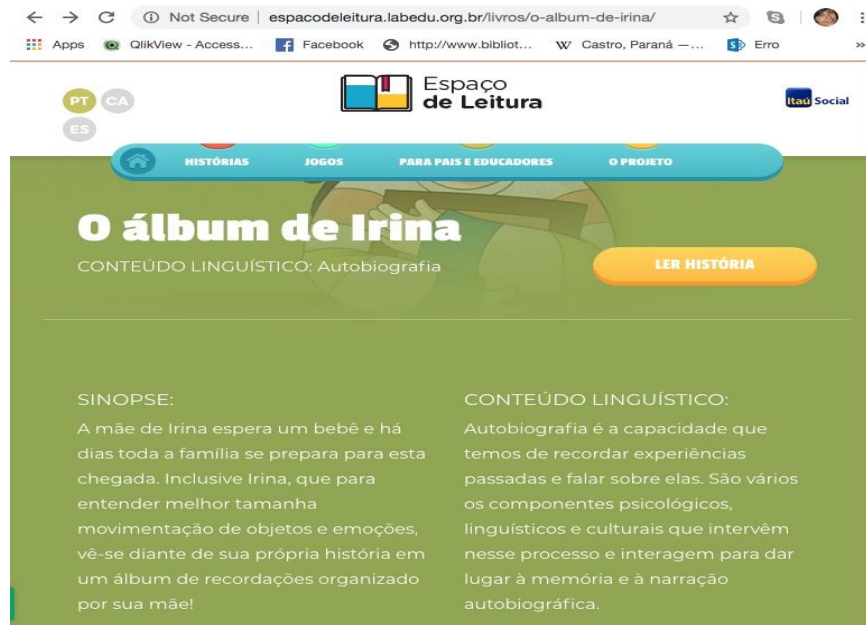 Not Secure | espacodeleitura.labedu.org.br/livros/o-album-de-irina/
Apps QlikView - Access... Facebook http://www.bibliot... W Castro, Paraná —... Erro »
PT CA
ES
Espaço
de Leitura
Itaú Social
HISTÓRIAS JOGOS PARA PAIS E EDUCADORES O PROJETO
O álbum de Irina
CONTEÚDO LINGUÍSTICO: Autobiografia
LER HISTÓRIA
SINOPSE:
A mãe de Irina espera um bebê e há
dias toda a família se prepara para esta
chegada. Inclusive Irina, que para
entender melhor tamanha
movimentação de objetos e emoções,
vê-se diante de sua própria história em
um álbum de recordações organizado
por sua mãe!
CONTEÚDO LINGUÍSTICO:
Autobiografia é a capacidade que
temos de recordar experiências
passadas e falar sobre elas. São vários
os componentes psicológicos,
linguísticos e culturais que intervêm
nesse processo e interagem para dar
lugar à memória e à narração
autobiográfica.